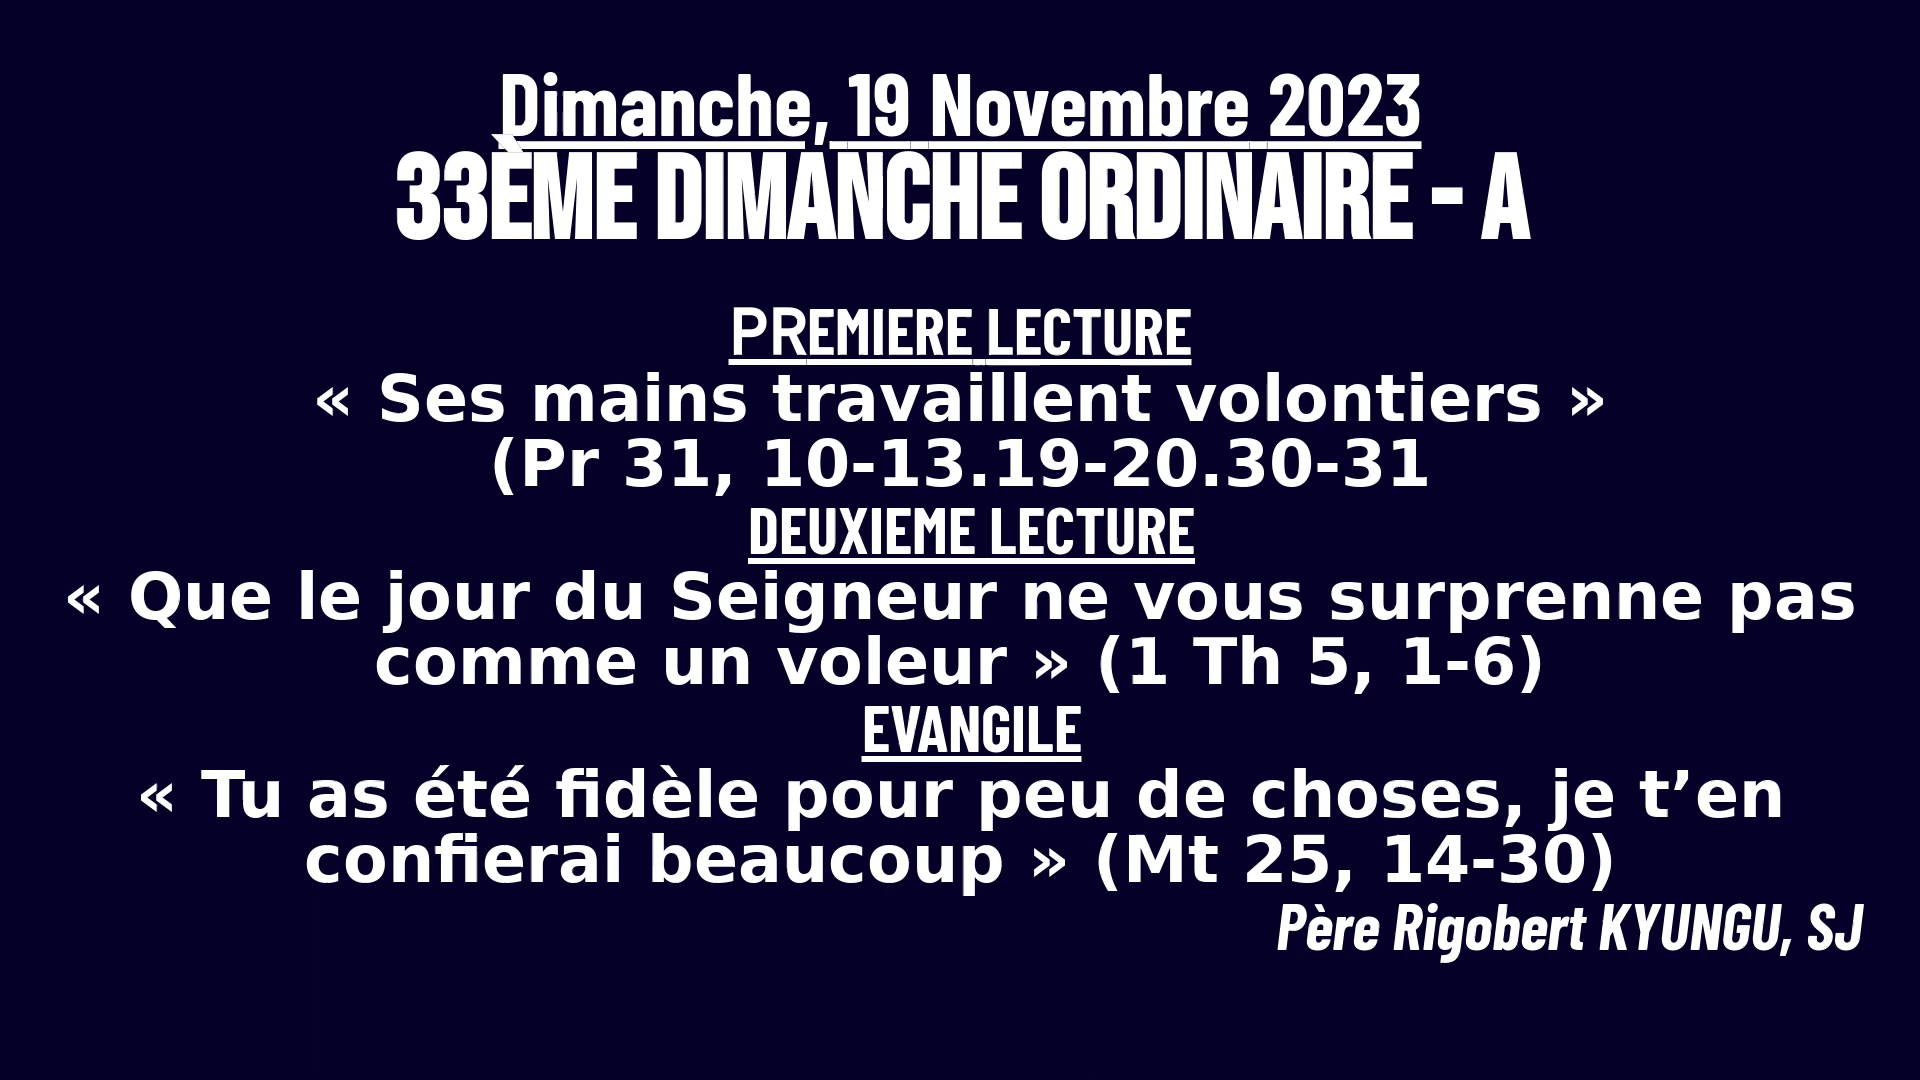 Dimanche, 19 Novembre 2023
33ÈME DIMANCHE ORDINAIRE - A
PREMIERE LECTURE
« Ses mains travaillent volontiers »
(Pr 31, 10-13.19-20.30-31
DEUXIEME LECTURE
« Que le jour du Seigneur ne vous surprenne pas
comme un voleur » (1 Th 5, 1-6)
EVANGILE
« Tu as été fidèle pour peu de choses, je t’en
confierai beaucoup » (Mt 25, 14-30)
Père Rigobert KYUNGU, SJ